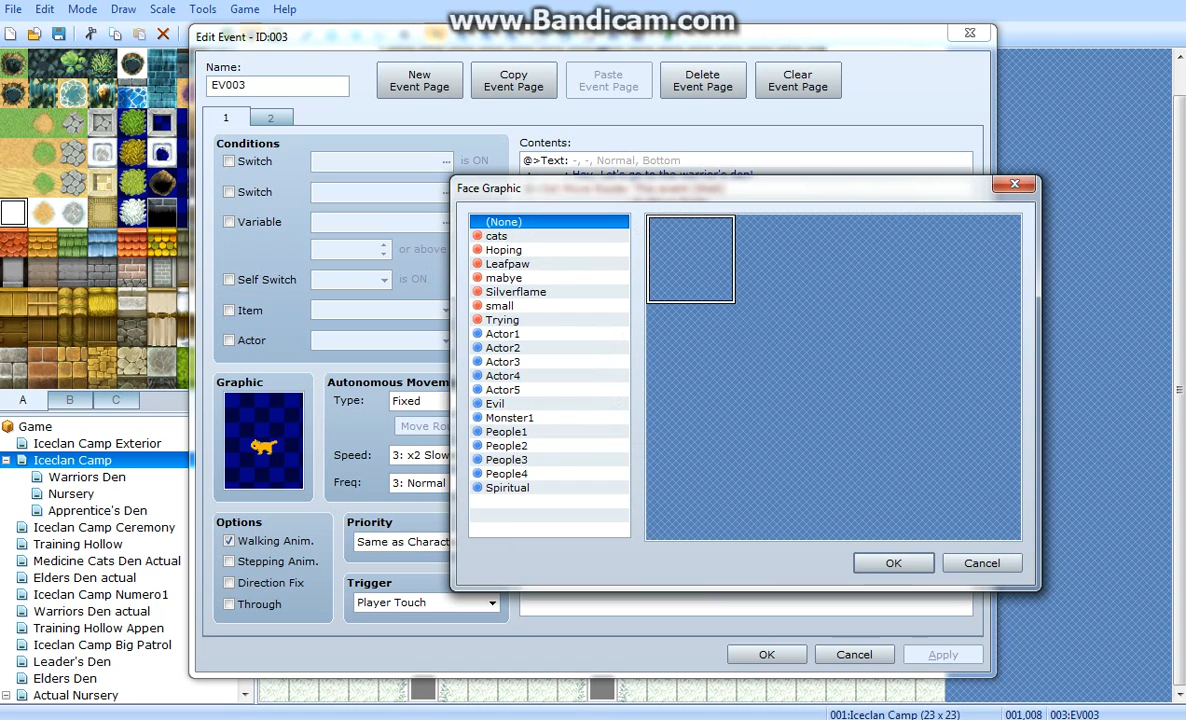 www.Bandicam.com
File Edit Mode Draw Scale Tools Game Help
Edit Event - ID:003
Name:
EV003
New Event Page
Copy Event Page
Paste Event Page
Delete Event Page
Clear Event Page
1 2
Conditions
Switch ... is ON
Switch
Variable
or above
Self Switch is ON.
Item
Actor
Contents:
@>Text: -, -, Normal, Bottom
Graphic
Autonomous Movem
Type: Fixed
Move Rou
Speed: 3: x2 Slow
Freq: 3: Normal
Options
Walking Anim.
Stepping Anim.
Direction Fix
Through
Priority
Same as Charact
Trigger
Player Touch
Face Graphic
(None)
cats
Hoping
Leafpaw
mabye
Silverflame
small
Trying
Actor1
Actor2
Actor3
Actor4
Actor5
Evil
Monster1
People1
People2
People3
People4
Spiritual
OK Cancel
OK Cancel Apply
A B C
Game
Iceclan Camp Exterior
Iceclan Camp
Warriors Den
Nursery
Apprentice's Den
Iceclan Camp Ceremony
Training Hollow
Medicine Cats Den Actual
Elders Den actual
Iceclan Camp Numero1
Warriors Den actual
Training Hollow Appen
Iceclan Camp Big Patrol
Leader's Den
Elders Den
Actual Nursery
001:Iceclan Camp (23 x 23) 001,008 003:EV003